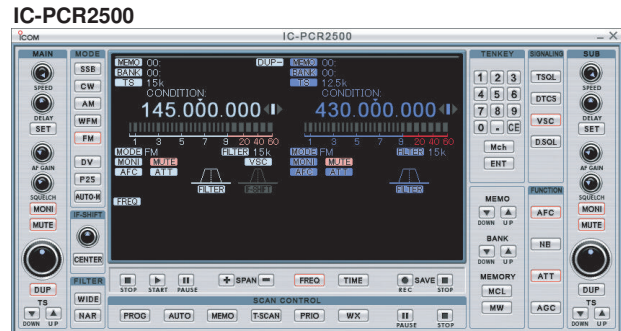 IC-PCR2500
ICOM IC-PCR2500
MAIN MODE TENKEY SIGNALING SUB
SPEED
DELAY
SET
AF GAIN
SQUELCH
MONI
MUTE
DUP
TS
DOWN UP
SSB
CW
AM
WFM
FM
DV
P25
AUTO-M
IF-SHIFT
CENTER
FILTER
WIDE
NAR
MEMO 00: DUP- MEMO 00:
BANK 00: BANK 00:
TS 15k TS 12.5k
CONDITION: CONDITION:
145.000.000 430.000.000
1 3 5 7 9 20 40 60 1 3 5 7 9 20 40 60
MODE FM FILTER 15k MODE FM FILTER 15k
MONI MUTE VSC MONI MUTE
AFC ATT AFC ATT
FILTER IF-SHIFT FILTER
FREQ
STOP START PAUSE + SPAN - FREQ TIME REC SAVE STOP
SCAN CONTROL
PROG AUTO MEMO T-SCAN PRIO WX PAUSE STOP
1 2 3
4 5 6
7 8 9
0 . CE
Mch
ENT
MEMO
DOWN UP
BANK
DOWN UP
MEMORY
MCL
MW
TSQL
DTCS
VSC
D.SQL
FUNCTION
AFC
NB
ATT
AGC
SPEED
DELAY
SET
AF GAIN
SQUELCH
MONI
MUTE
DUP
TS
DOWN UP